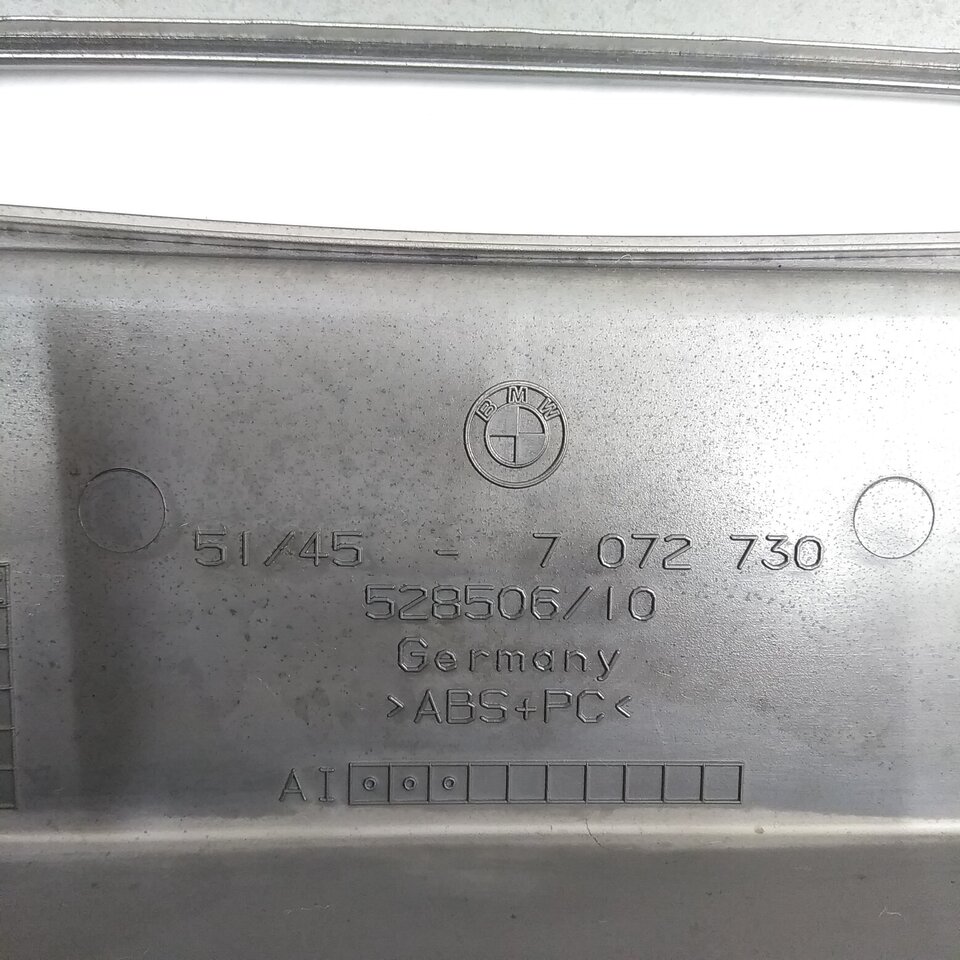 BMW
51/45 - 7 072 730
528506/10
Germany
>ABS+PC<
AI